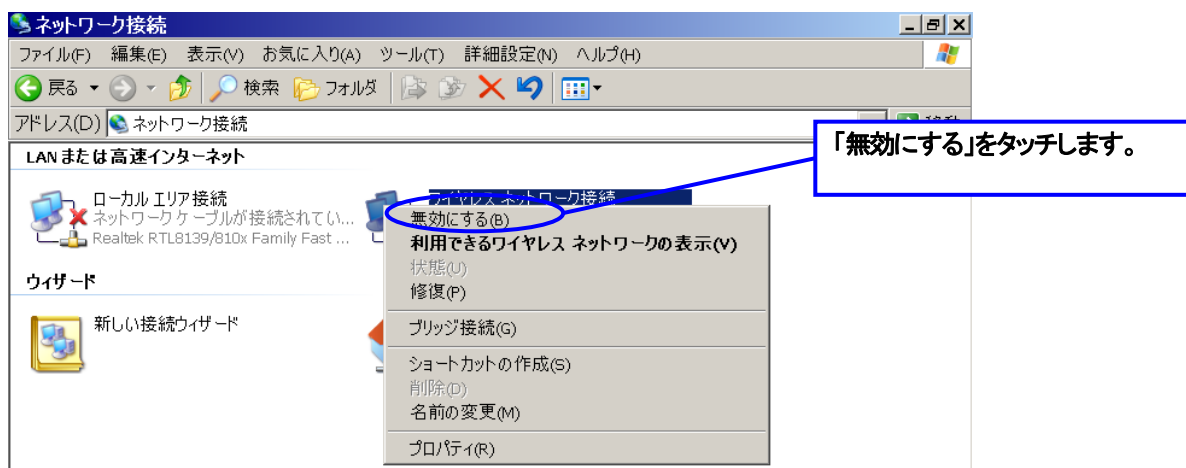 ネットワーク接続
ファイル(F) 編集(E) 表示(V) お気に入り(A) ツール(T) 詳細設定(N) ヘルプ(H)
戻る 検索 フォルダ
アドレス(D) ネットワーク接続
「無効にする」をタッチします。
LAN または高速インターネット
ローカル エリア接続
ネットワーク ケーブルが接続されてい...
Realtek RTL8139/810x Family Fast ...
ワイヤレス ネットワーク接続
無効にする(B)
利用できるワイヤレス ネットワークの表示(V)
状態(U)
修復(P)
ブリッジ接続(G)
ショートカットの作成(S)
削除(D)
名前の変更(M)
プロパティ(R)
ウィザード
新しい接続ウィザード